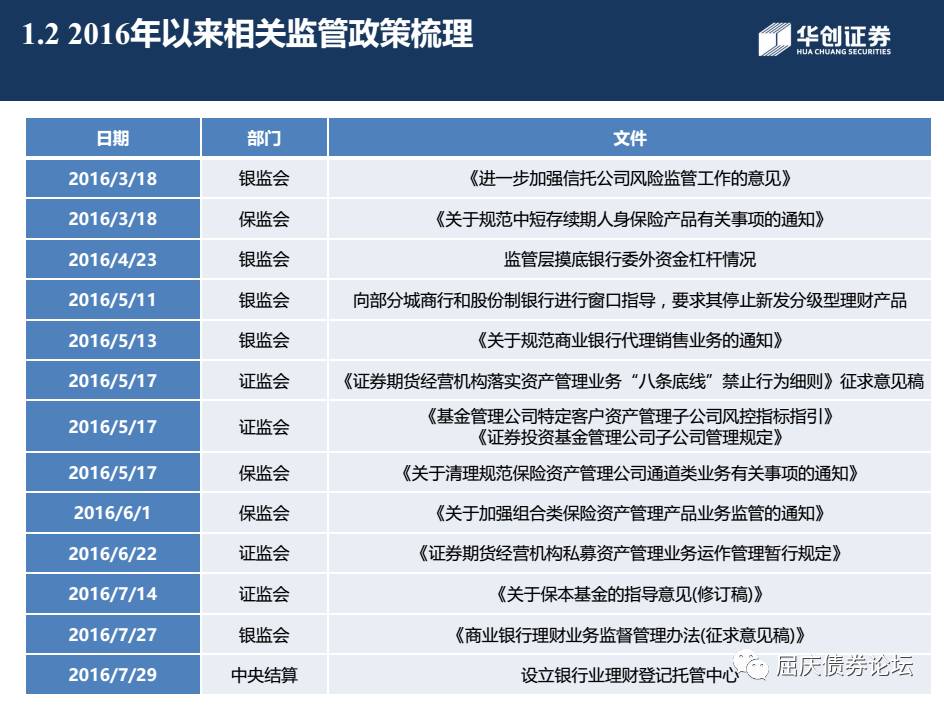 1.2 2016年以来相关监管政策梳理
华创证券
HUA CHUANG SECURITIES
日期 部门 文件
2016/3/18 银监会 《进一步加强信托公司风险监管工作的意见》
2016/3/18 保监会 《关于规范中短存续期人身保险产品有关事项的通知》
2016/4/23 银监会 监管层摸底银行委外资金杠杆情况
2016/5/11 银监会 向部分城商行和股份制银行进行窗口指导，要求其停止新发分级型理财产品
2016/5/13 银监会 《关于规范商业银行代理销售业务的通知》
2016/5/17 证监会 《证券期货经营机构落实资产管理业务“八条底线”禁止行为细则》征求意见稿
2016/5/17 证监会 《基金管理公司特定客户资产管理子公司风控指标指引》
《证券投资基金管理公司子公司管理规定》
2016/5/17 保监会 《关于清理规范保险资产管理公司通道类业务有关事项的通知》
2016/6/1 保监会 《关于加强组合类保险资产管理产品业务监管的通知》
2016/6/22 证监会 《证券期货经营机构私募资产管理业务运作管理暂行规定》
2016/7/14 证监会 《关于保本基金的指导意见(修订稿)》
2016/7/27 银监会 《商业银行理财业务监督管理办法(征求意见稿)》
2016/7/29 中央结算 设立银行业理财登记托管中心
屈庆债券论坛